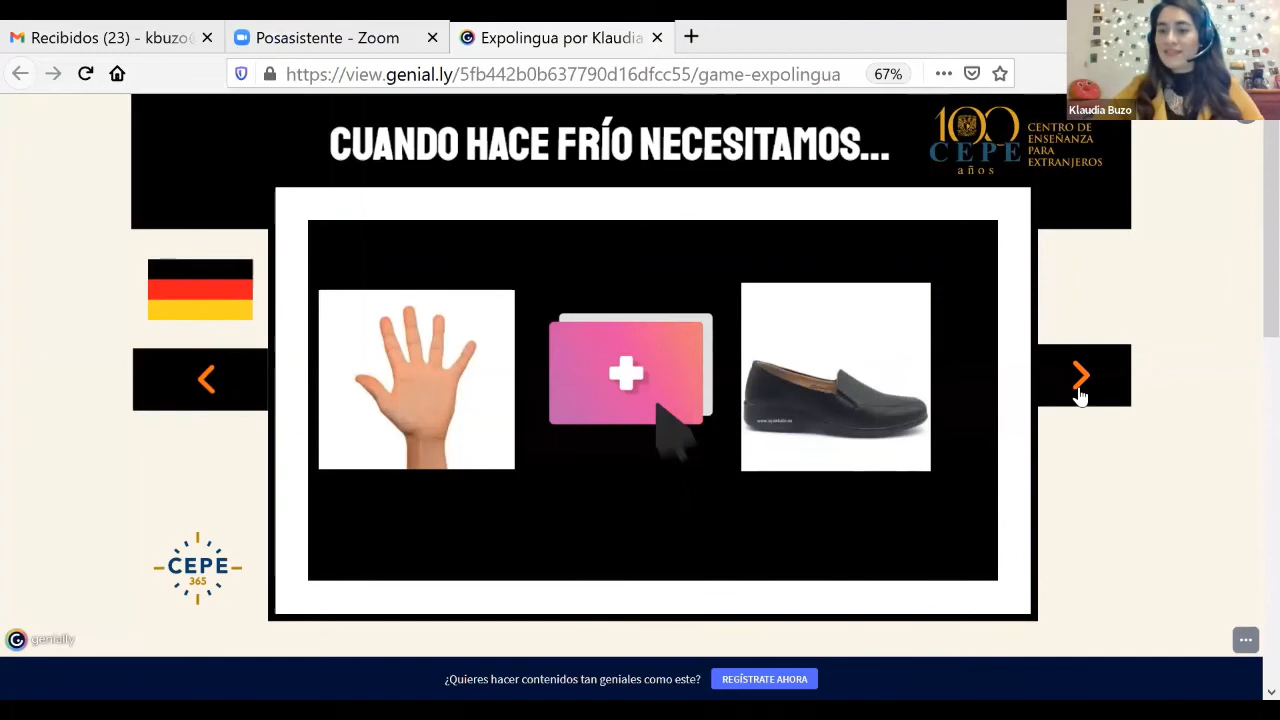 Recibidos (23) - kbuzo
Posasistente - Zoom
Expolingua por Klaudia
https://view.genial.ly/5fb442b0b637790d16dfcc55/game-expolingua
67%
Klaudia Buzo
CUANDO HACE FRÍO NECESITAMOS...
100
CEPE
años
CENTRO DE
ENSEÑANZA
PARA
EXTRANJEROS
CEPE
365
genially
¿Quieres hacer contenidos tan geniales como este?
REGÍSTRATE AHORA